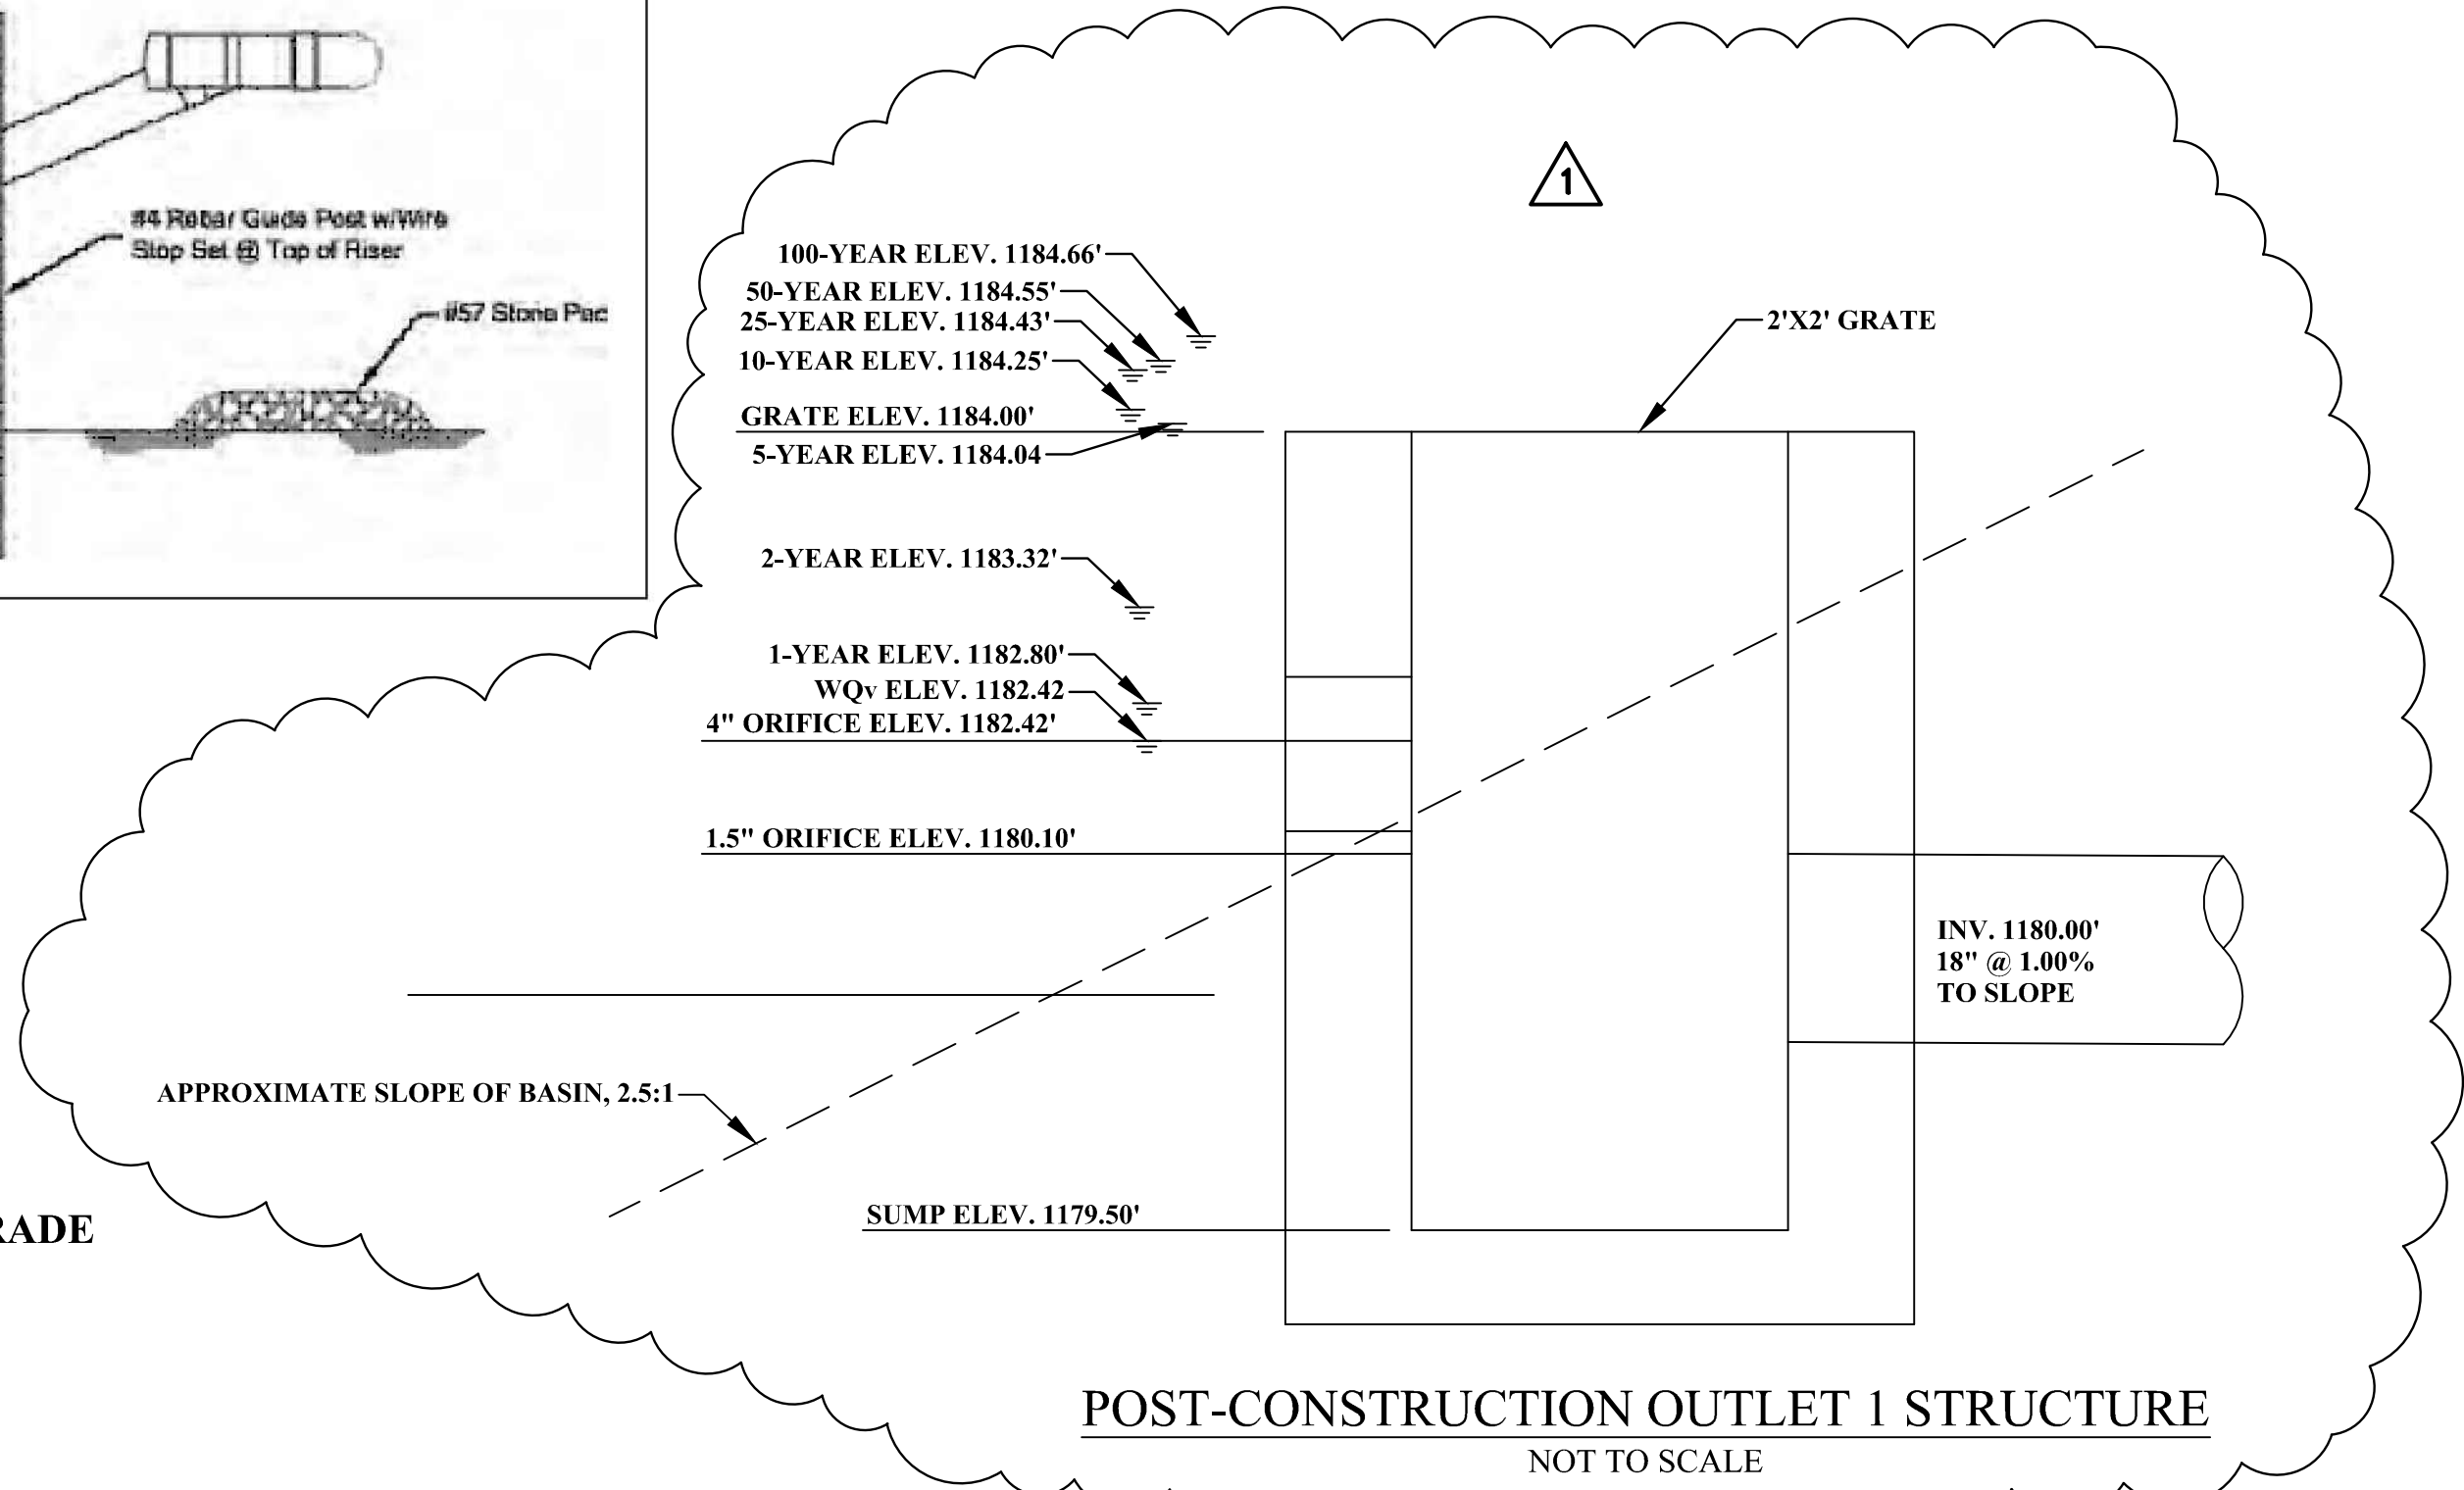 #4 Rebar Guide Post w/Wire
Stop Set @ Top of Riser
#57 Stone Pad
1
100-YEAR ELEV. 1184.66'
50-YEAR ELEV. 1184.55'
25-YEAR ELEV. 1184.43'
10-YEAR ELEV. 1184.25'
GRATE ELEV. 1184.00'
5-YEAR ELEV. 1184.04
2'X2' GRATE
2-YEAR ELEV. 1183.32'
1-YEAR ELEV. 1182.80'
WQv ELEV. 1182.42
4" ORIFICE ELEV. 1182.42'
1.5" ORIFICE ELEV. 1180.10'
INV. 1180.00'
18" @ 1.00%
TO SLOPE
APPROXIMATE SLOPE OF BASIN, 2.5:1
SUMP ELEV. 1179.50'
RADE
POST-CONSTRUCTION OUTLET 1 STRUCTURE
NOT TO SCALE